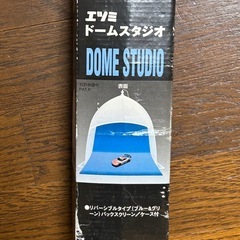 エツミ
ドームスタジオ
DOME STUDIO
表面
●リバーシブルタイプ(ブルー&グリ
ーン)バックスクリーン/ケース付